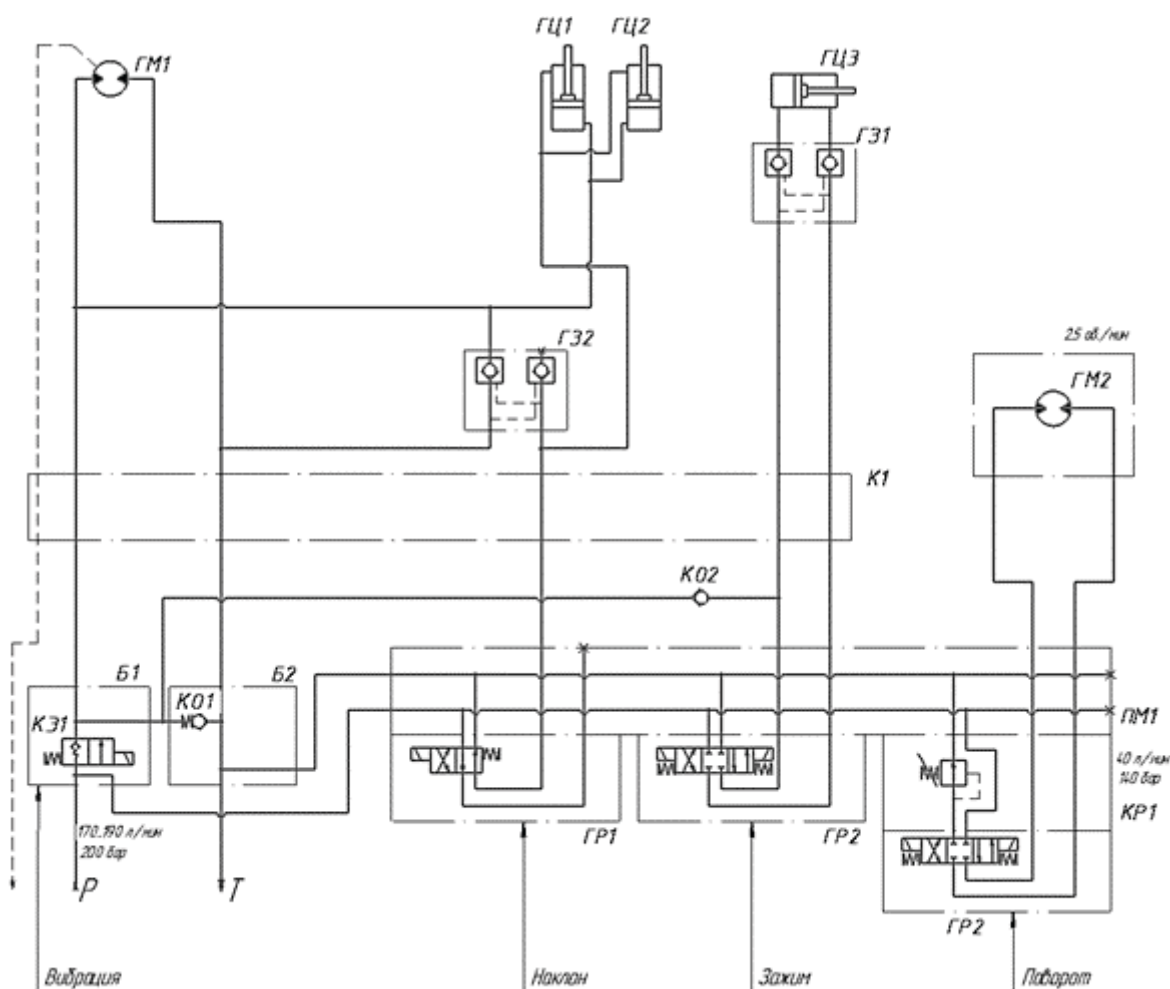 ГЦ1
ГЦ2
ГМ1
ГЦ3
ГЗ1
ГЗ2
25 об./мин
ГМ2
К1
КО2
Б1
Б2
КО1
КЭ1
ПМ1
40 л/мин
140 бар
КР1
170..190 л/мин
200 бар
ГР1
ГР2
Р
Т
ГР2
Вибрация
Наклон
Зажим
Поворот